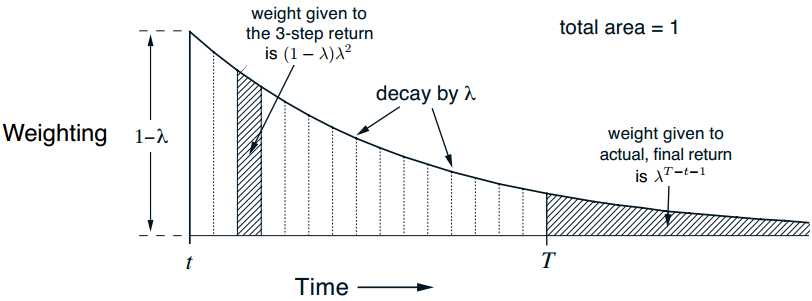 weight given to
the 3-step return
is (1 − λ)λ²
total area = 1
decay by λ
weight given to
actual, final return
is λᵀ⁻ᵗ⁻¹
Weighting
1−λ
t
T
Time